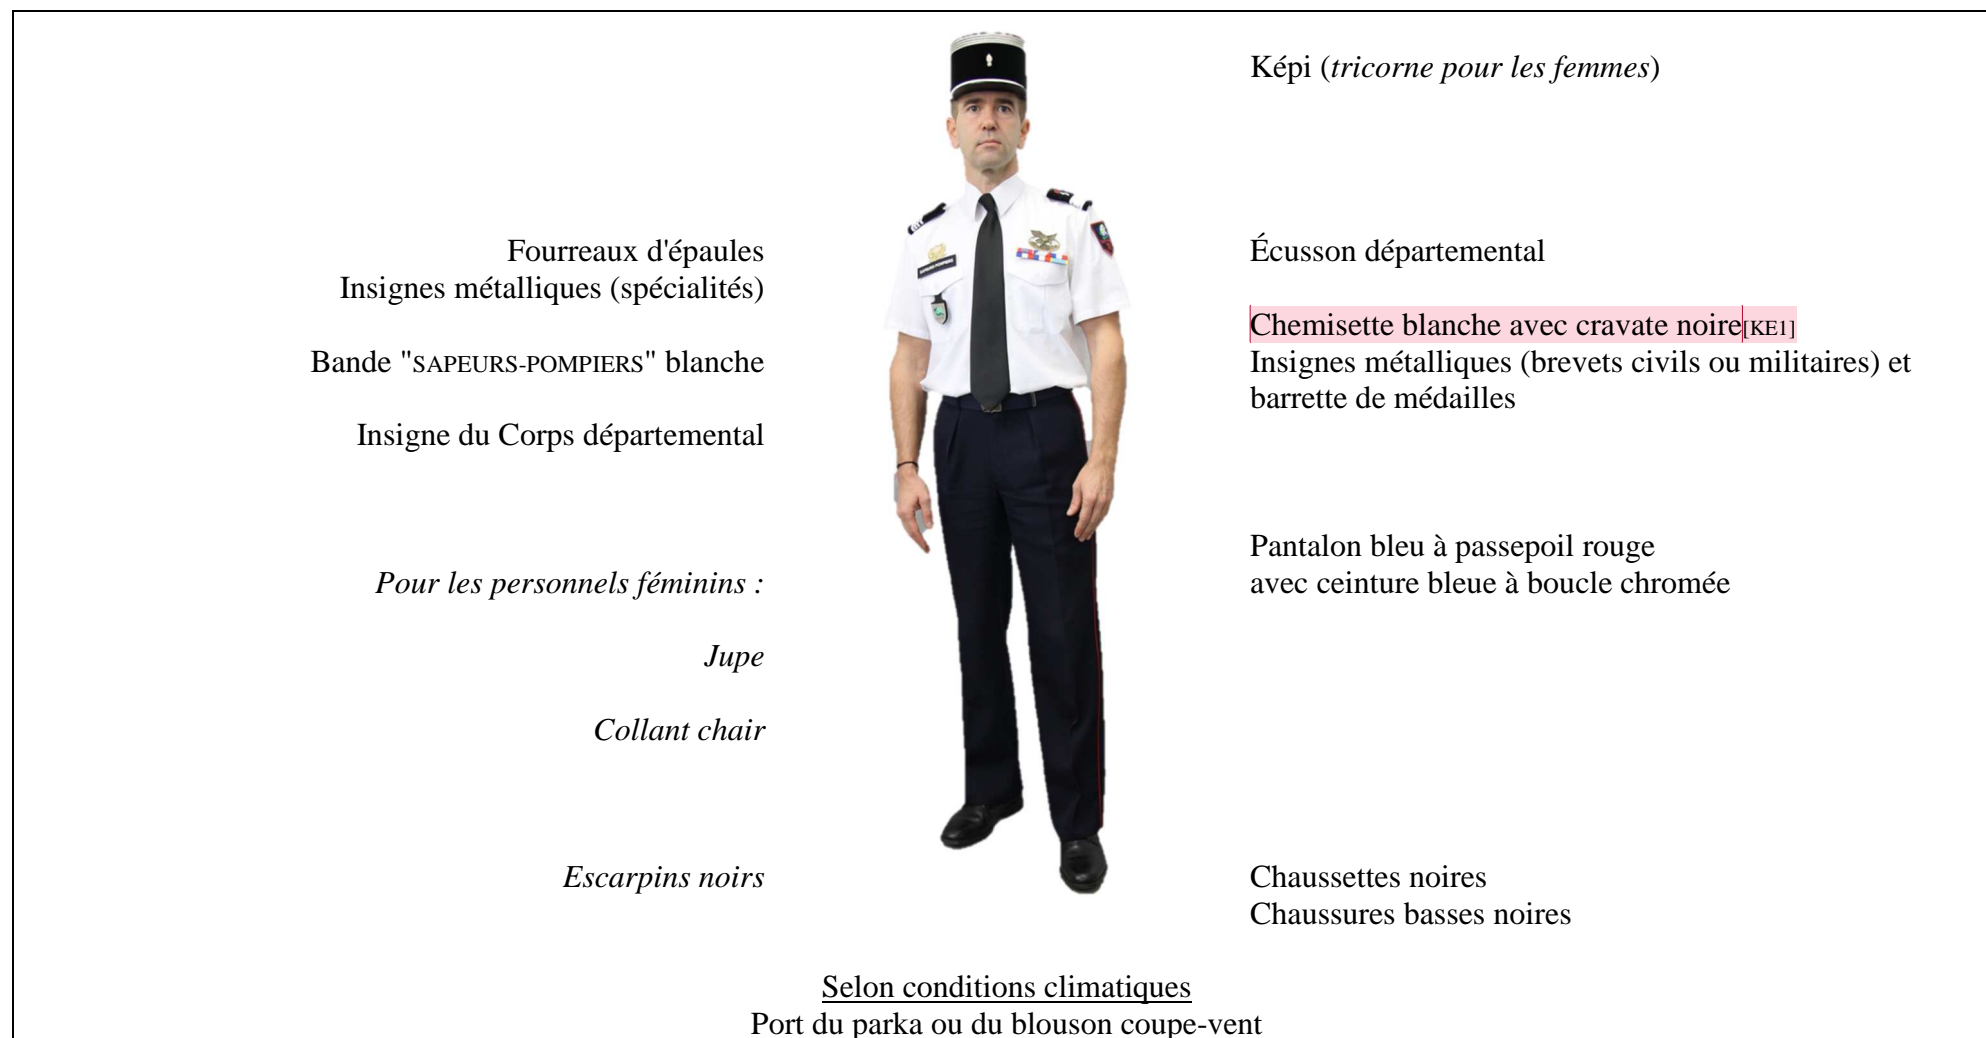 Képi (tricorne pour les femmes)
Fourreaux d'épaules
Insignes métalliques (spécialités)
Bande "SAPEURS-POMPIERS" blanche
Insigne du Corps départemental
Pour les personnels féminins :
Jupe
Collant chair
Escarpins noirs
Écusson départemental
Chemisette blanche avec cravate noire[KE1]
Insignes métalliques (brevets civils ou militaires) et
barrette de médailles
Pantalon bleu à passepoil rouge
avec ceinture bleue à boucle chromée
Chaussettes noires
Chaussures basses noires
Selon conditions climatiques
Port du parka ou du blouson coupe-vent